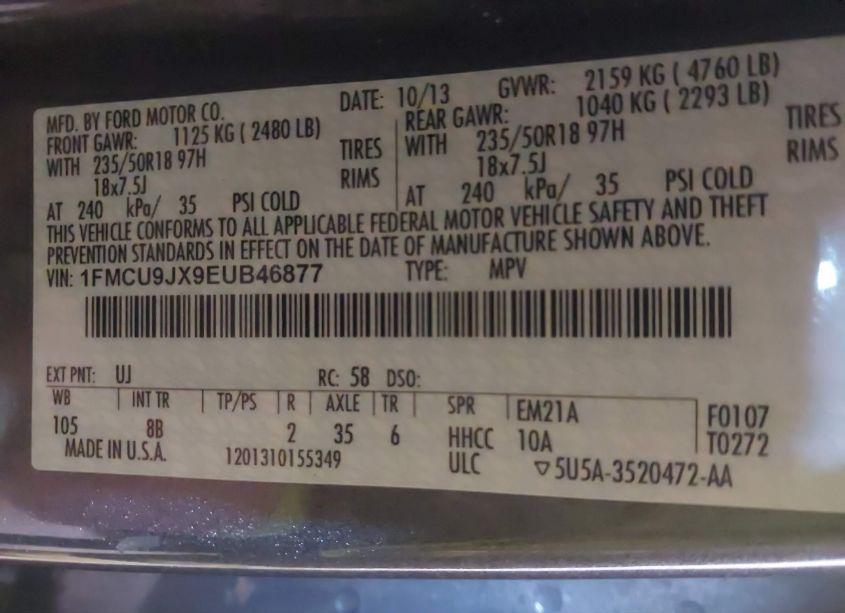 MFD. BY FORD MOTOR CO. DATE: 10/13 GVWR: 2159 KG ( 4760 LB)
FRONT GAWR: 1125 KG ( 2480 LB) REAR GAWR: 1040 KG ( 2293 LB)
WITH 235/50R18 97H TIRES WITH 235/50R18 97H TIRES
18x7.5J RIMS 18x7.5J RIMS
AT 240 kPa/ 35 PSI COLD AT 240 kPa/ 35 PSI COLD
THIS VEHICLE CONFORMS TO ALL APPLICABLE FEDERAL MOTOR VEHICLE SAFETY AND THEFT
PREVENTION STANDARDS IN EFFECT ON THE DATE OF MANUFACTURE SHOWN ABOVE.
VIN: 1FMCU9JX9EUB46877 TYPE: MPV
EXT PNT: UJ RC: 58 DSO:
WB INT TR TP/PS R AXLE TR SPR EM21A F0107
105 8B 2 35 6 HHCC 10A T0272
MADE IN U.S.A. 1201310155349 ULC ▽5U5A-3520472-AA